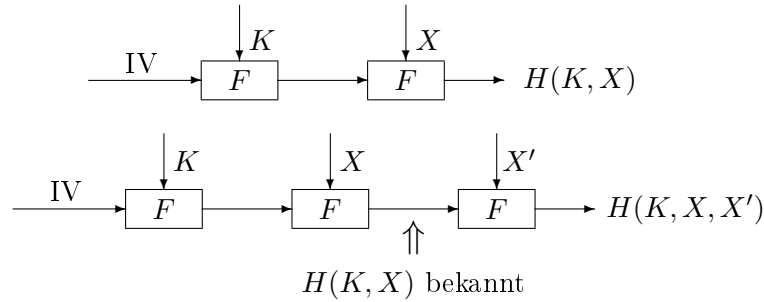 K X
IV F F H(K, X)
K X X′
IV F F F H(K, X, X′)
⇑
H(K, X) bekannt